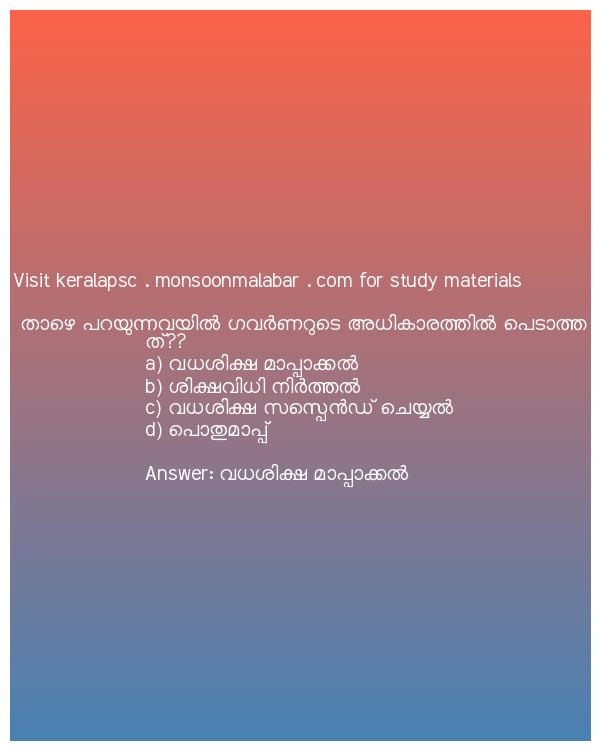 Visit keralapsc . monsoonmalabar . com for study materials
താഴെ പറയുന്നവയിൽ ഗവർണറുടെ അധികാരത്തിൽ പെടാത്ത
ത്??
a) വധശിക്ഷ മാപ്പാക്കൽ
b) ശിക്ഷവിധി നിർത്തൽ
c) വധശിക്ഷ സസ്പെൻഡ് ചെയ്യൽ
d) പൊതുമാപ്പ്
Answer: വധശിക്ഷ മാപ്പാക്കൽ